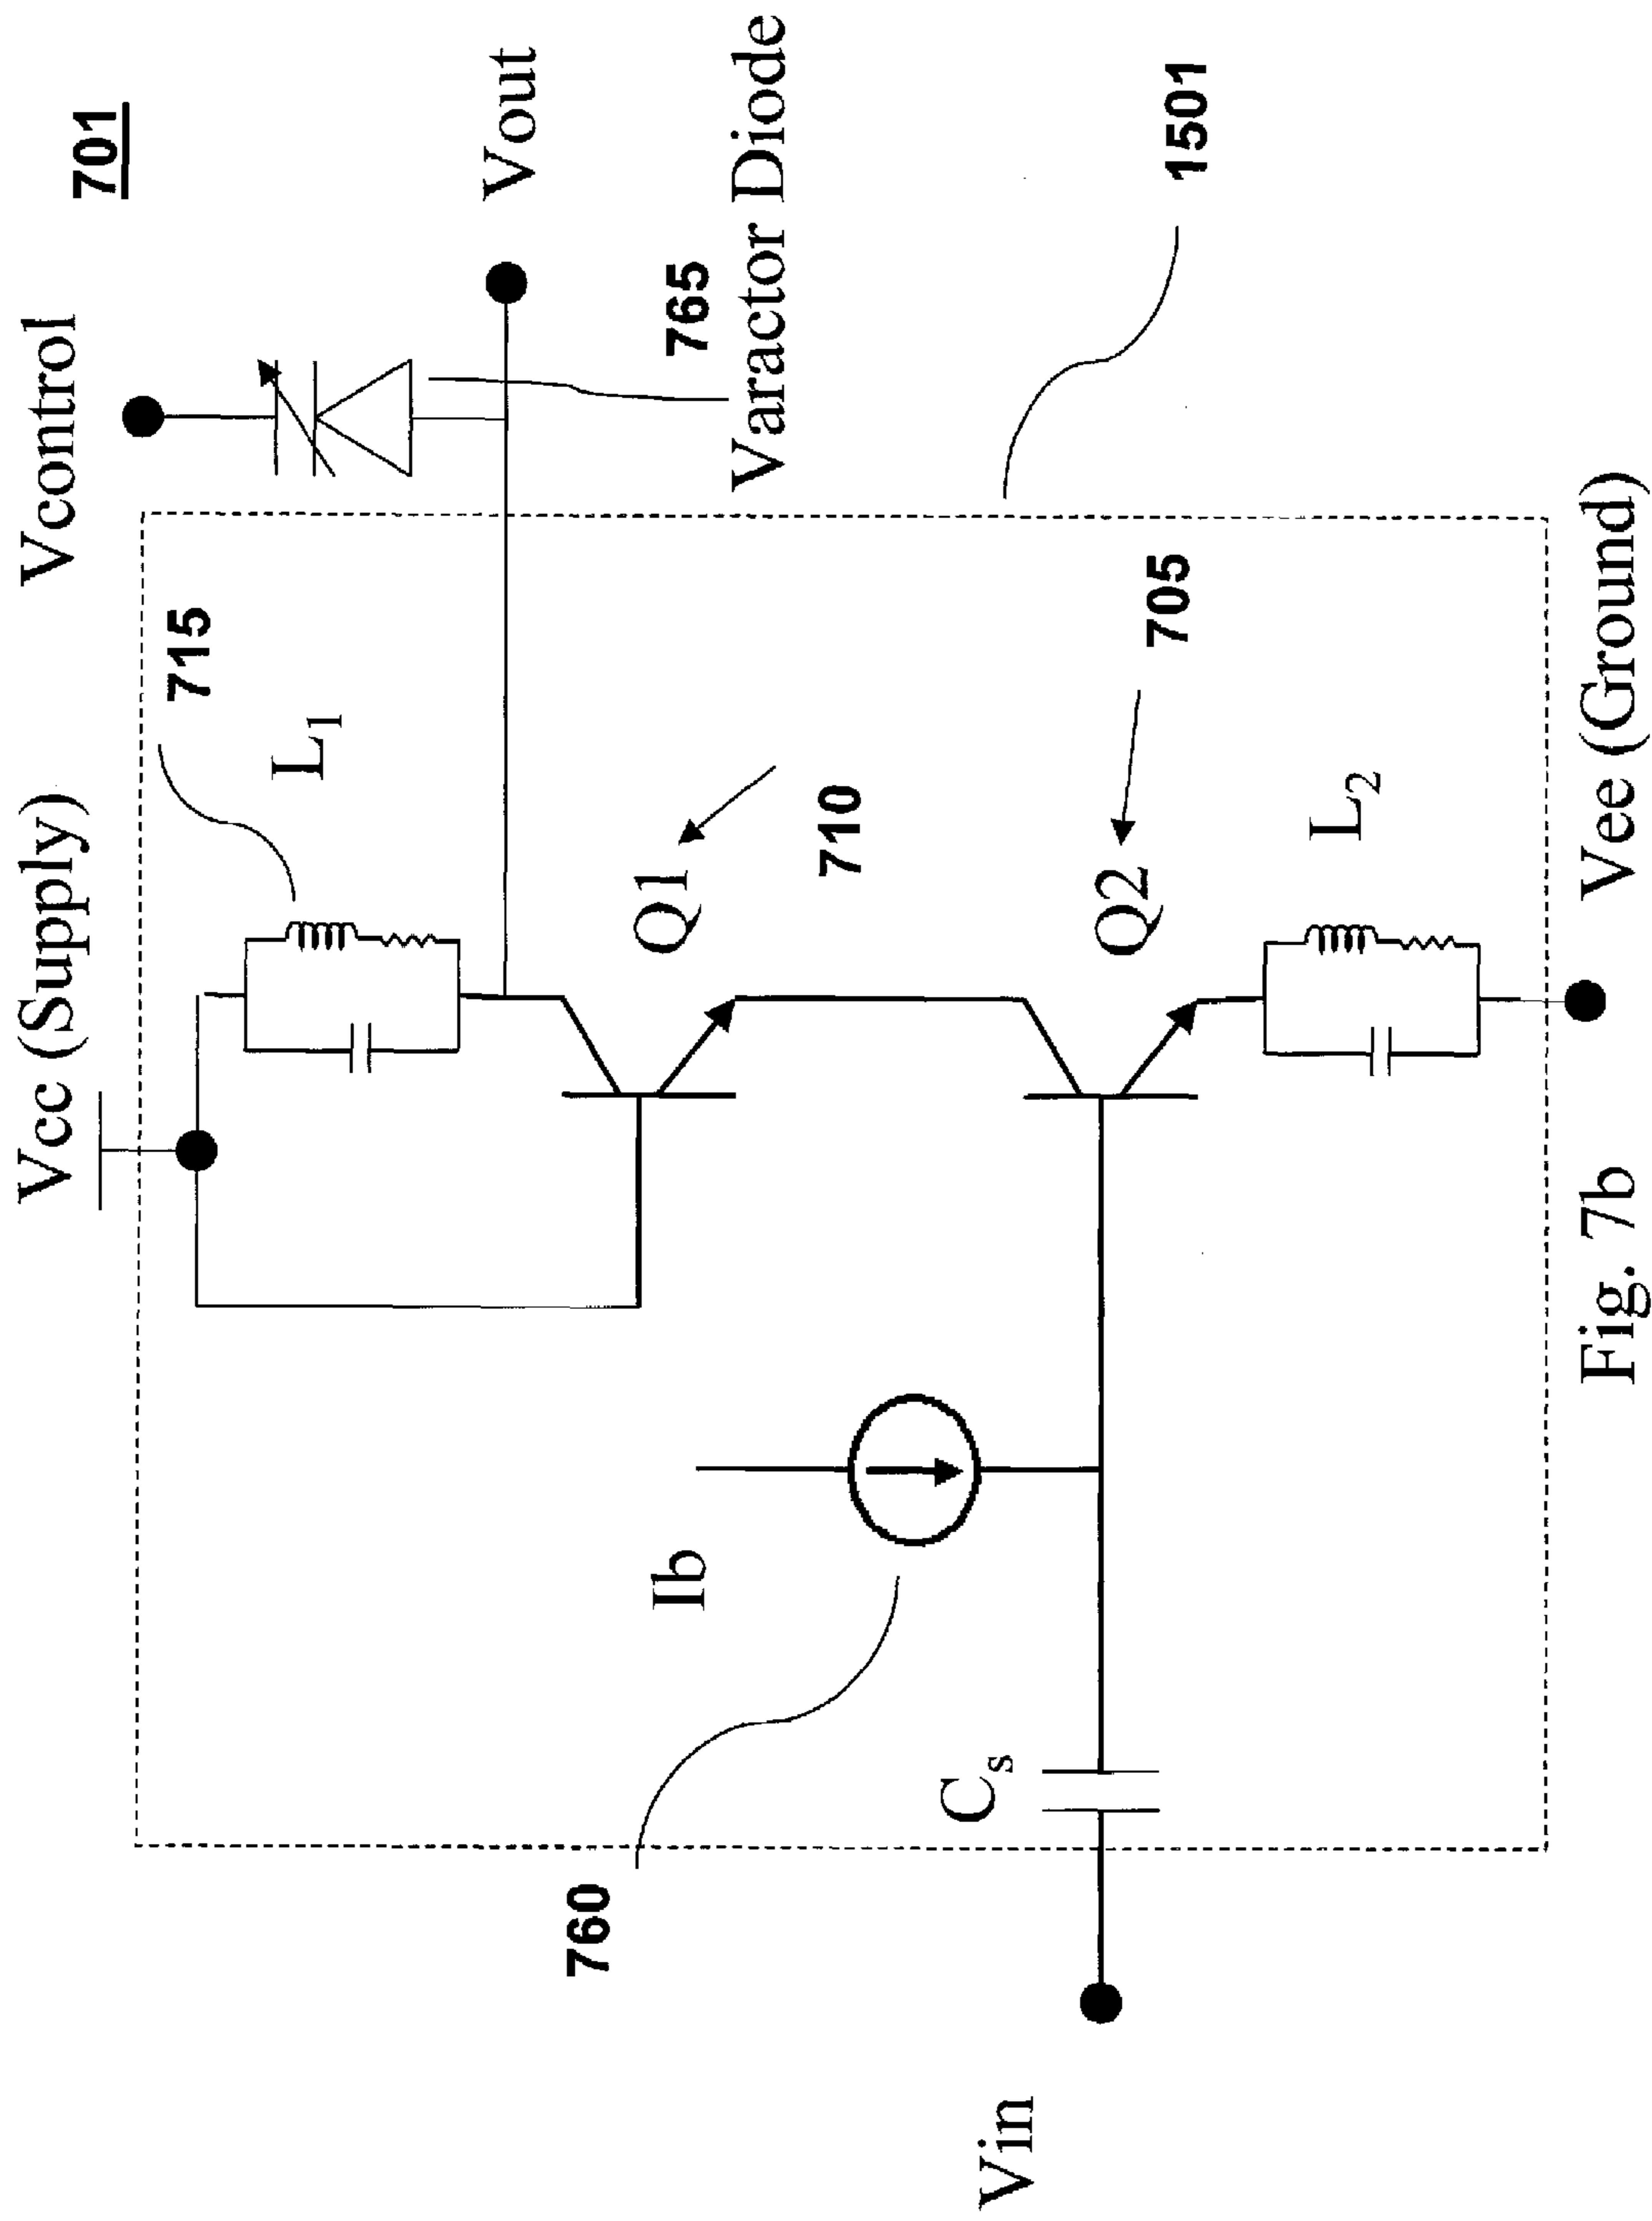 701
Vcc (Supply)
Vcontrol
715
L1
Vout
765
Varactor Diode
Q1
710
Ib
760
Q2
705
1501
Cs
Vin
L2
Vee (Ground)
Fig. 7b